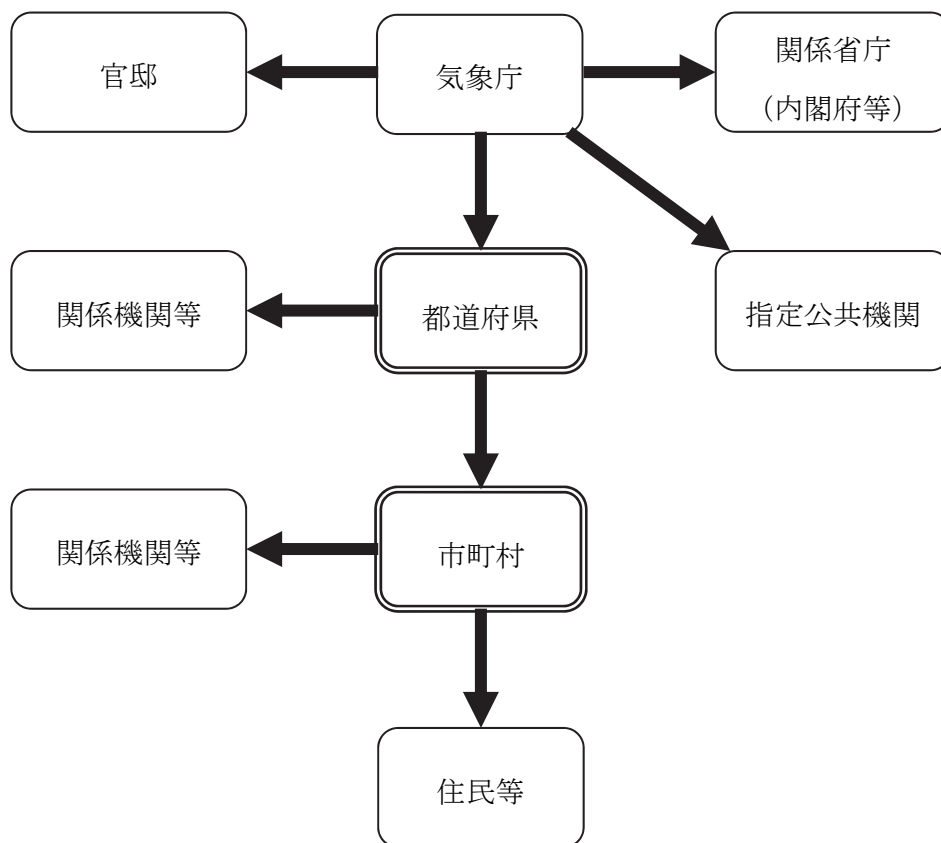 官邸
気象庁
関係省庁
（内閣府等）
関係機関等
都道府県
指定公共機関
関係機関等
市町村
住民等